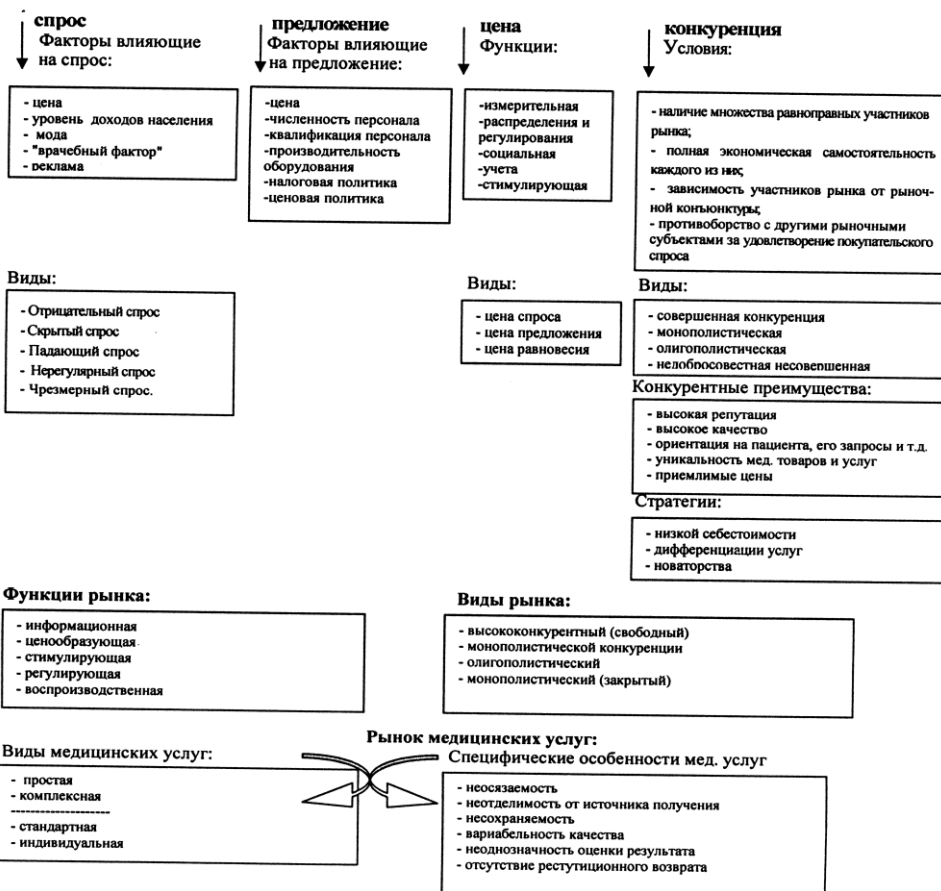 спрос
Факторы влияющие
на спрос:
- цена
- уровень доходов населения
- мода
- "врачебный фактор"
- реклама
Виды:
- Отрицательный спрос
- Скрытый спрос
- Падающий спрос
- Нерегулярный спрос
- Чрезмерный спрос.
предложение
Факторы влияющие
на предложение:
-цена
-численность персонала
-квалификация персонала
-производительность
оборудования
-налоговая политика
-ценовая политика
цена
Функции:
-измерительная
-распределения и
регулирования
-социальная
-учета
-стимулирующая
Виды:
- цена спроса
- цена предложения
- цена равновесия
конкуренция
Условия:
- наличие множества равноправных участников
рынка;
- полная экономическая самостоятельность
каждого из них;
- зависимость участников рынка от рыноч-
ной конъюнктуры;
- противоборство с другими рыночными
субъектами за удовлетворение покупательского
спроса
Виды:
- совершенная конкуренция
- монополистическая
- олигополистическая
- недобросовестная несовершенная
Конкурентные преимущества:
- высокая репутация
- высокое качество
- ориентация на пациента, его запросы и т.д.
- уникальность мед. товаров и услуг
- приемлимые цены
Стратегии:
- низкой себестоимости
- дифференциации услуг
- новаторства
Функции рынка:
- информационная
- ценообразующая
- стимулирующая
- регулирующая
- воспроизводственная
Виды рынка:
- высококонкурентный (свободный)
- монополистической конкуренции
- олигополистический
- монополистический (закрытый)
Рынок медицинских услуг:
Виды медицинских услуг:
- простая
- комплексная
---------------------
- стандартная
- индивидуальная
Специфические особенности мед. услуг
- неосязаемость
- неотделимость от источника получения
- несохраняемость
- вариабельность качества
- неоднозначность оценки результата
- отсутствие реституционного возврата